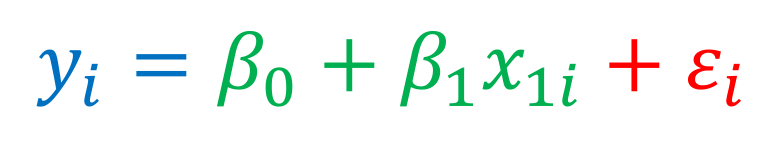 yᵢ = β₀ + β₁x₁ᵢ + εᵢ